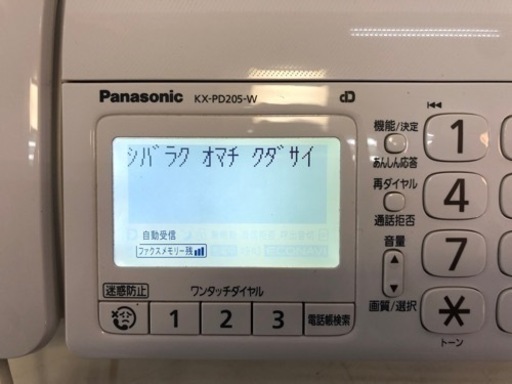 Panasonic KX-PD205-W
シバラク オマチ クダサイ
自動受信
ファクスメモリー残
迷惑防止 ワンタッチダイヤル
1 2 3 電話帳検索
機能/決定
あんしん応答
再ダイヤル
通話拒否
音量
画質/選択
1
4
7
トーン